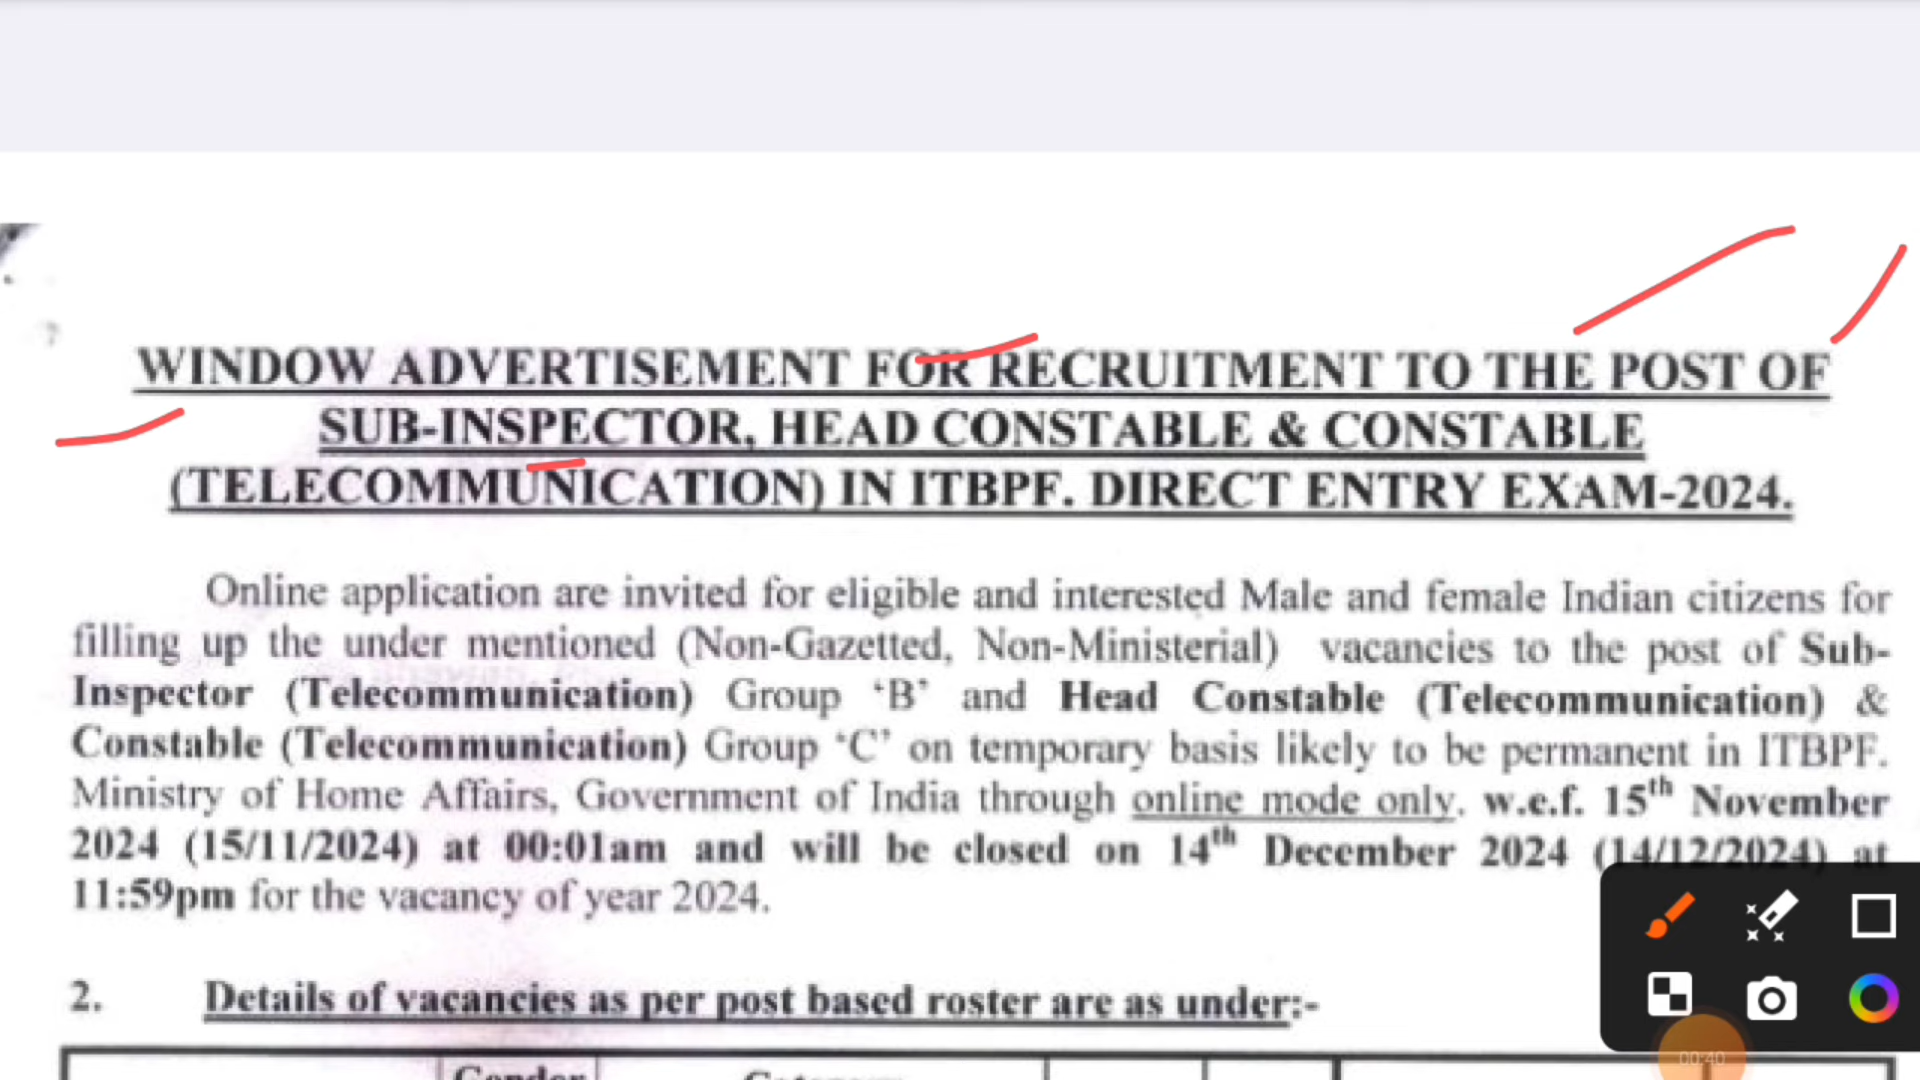 WINDOW ADVERTISEMENT FOR RECRUITMENT TO THE POST OF
SUB-INSPECTOR, HEAD CONSTABLE & CONSTABLE
(TELECOMMUNICATION) IN ITBPF. DIRECT ENTRY EXAM-2024.
Online application are invited for eligible and interested Male and female Indian citizens for
filling up the under mentioned (Non-Gazetted, Non-Ministerial) vacancies to the post of Sub-
Inspector (Telecommunication) Group 'B' and Head Constable (Telecommunication) &
Constable (Telecommunication) Group 'C' on temporary basis likely to be permanent in ITBPF.
Ministry of Home Affairs, Government of India through online mode only. w.e.f. 15th November
2024 (15/11/2024) at 00:01am and will be closed on 14th December 2024 (14/12/2024) at
11:59pm for the vacancy of year 2024.
2. Details of vacancies as per post based roster are as under:-
Gender
00:40